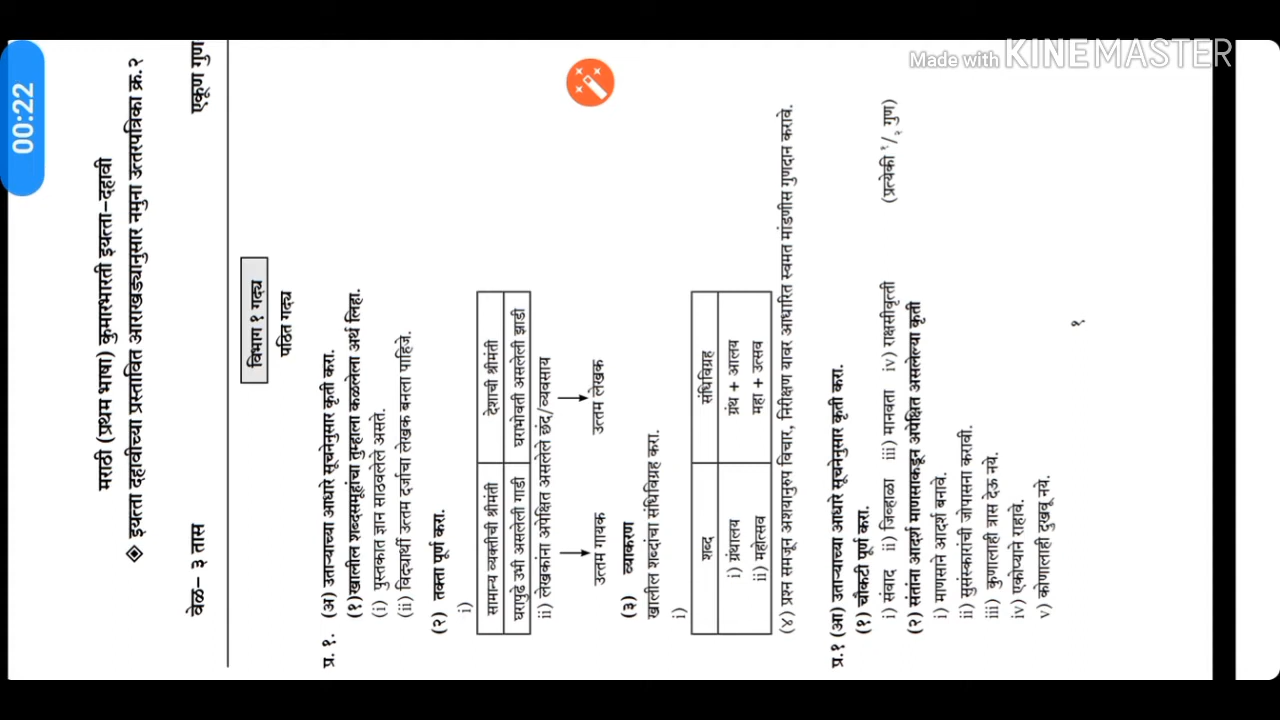 00:22
Made with KINEMASTER
मराठी (प्रथम भाषा) कुमारभारती इयत्ता-दहावी
❖ इयत्ता दहावीच्या प्रस्तावित आराखड्यानुसार नमुना उत्तरपत्रिका क्र.२
वेळ- ३ तास एकूण गुण
विभाग १ गद्य
पठित गद्य
प्र. १. (अ) उताऱ्याच्या आधारे सूचनेनुसार कृती करा.
(१)खालील शब्दसमूहांचा तुम्हाला कळलेला अर्थ लिहा.
(i) पुस्तकात ज्ञान साठवलेले असते.
(ii) विद्यार्थी उत्तम दर्जाचा लेखक बनला पाहिजे.
(२) तक्ता पूर्ण करा.
i)
सामान्य व्यक्तीची श्रीमंती देशाची श्रीमंती
घरापुढे उभी असलेली गाडी घराभोवती असलेली झाडी
ii) लेखकांना अपेक्षित असलेले छंद/व्यवसाय
उत्तम गायक उत्तम लेखक
(३) व्याकरण
खालील शब्दांचा संधिविग्रह करा.
i)
शब्द संधिविग्रह
i) ग्रंथालय ग्रंथ + आलय
ii) महोत्सव महा + उत्सव
(४) प्रश्न समजून अशयानुरुप विचार, निरीक्षण यावर आधारित स्वमत मांडणीस गुणदान करावे.
प्र.१ (आ) उताऱ्याच्या आधारे सूचनेनुसार कृती करा.
(१) चौकटी पूर्ण करा.
i) संवाद ii) जिव्हाळा iii) मानवता iv) राक्षसीवृत्ती (प्रत्येकी १/२ गुण)
(२) संतांना आदर्श माणसाकडून अपेक्षित असलेल्या कृती
i) माणसाने आदर्श बनावे.
ii) सुसंस्कारांची जोपासना करावी.
iii) कुणालाही त्रास देऊ नये.
iv) एकोप्याने राहावे.
v) कोणालाही दुखवू नये.
१